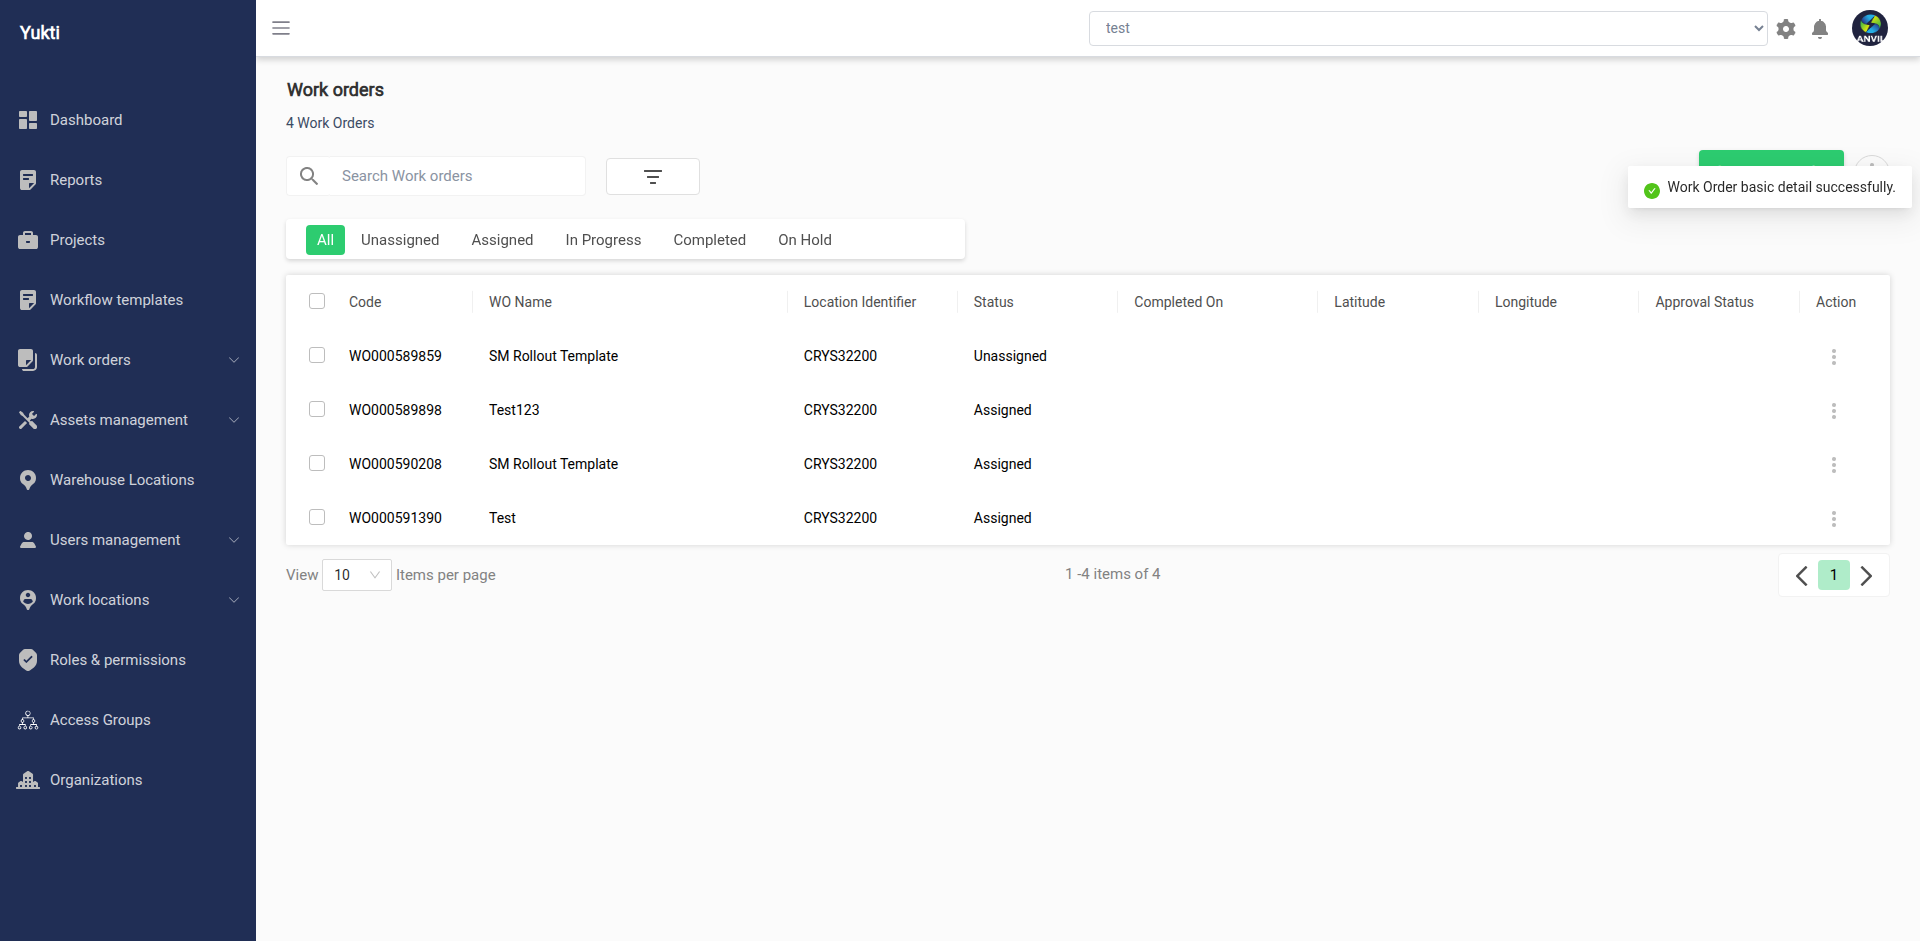 Yukti
Dashboard
Reports
Projects
Workflow templates
Work orders
Assets management
Warehouse Locations
Users management
Work locations
Roles & permissions
Access Groups
Organizations
test
ANVIL
Work orders
4 Work Orders
Search Work orders
Work Order basic detail successfully.
All Unassigned Assigned In Progress Completed On Hold
Code WO Name Location Identifier Status Completed On Latitude Longitude Approval Status Action
WO000589859 SM Rollout Template CRYS32200 Unassigned
WO000589898 Test123 CRYS32200 Assigned
WO000590208 SM Rollout Template CRYS32200 Assigned
WO000591390 Test CRYS32200 Assigned
View 10 Items per page 1 -4 items of 4 1